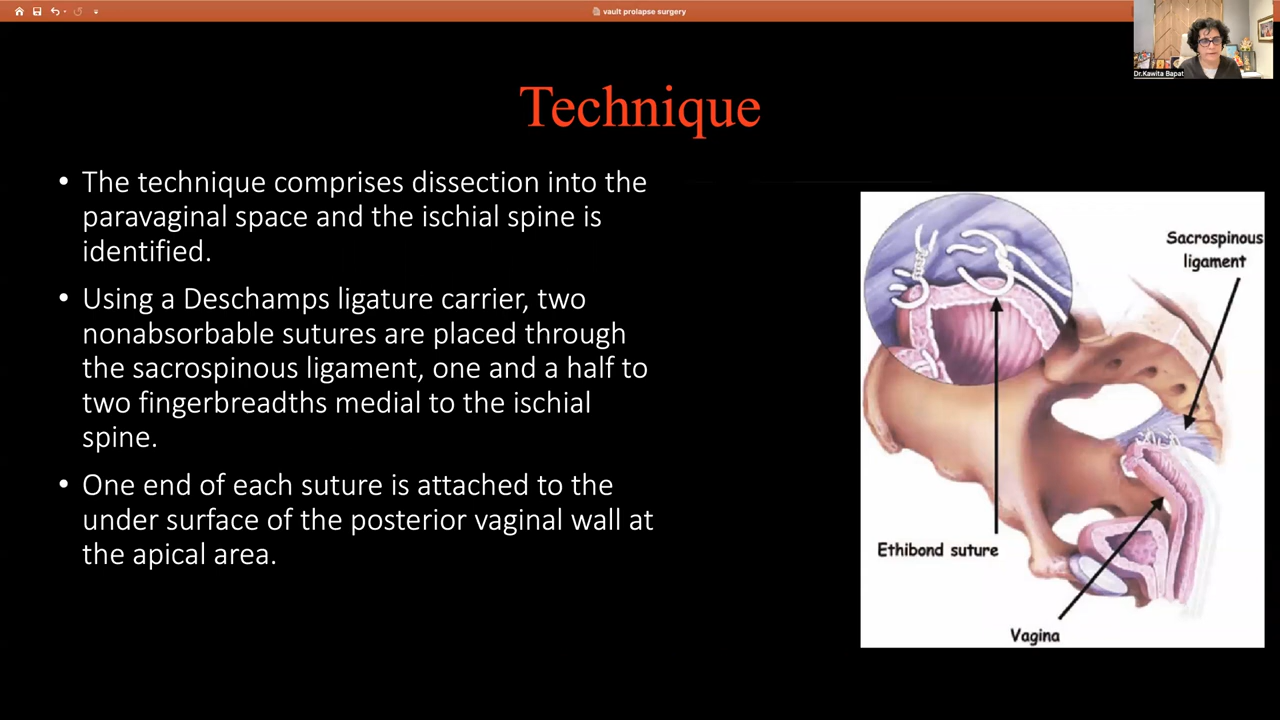 vault prolapse surgery
Dr.Kawita Bapat
Technique
• The technique comprises dissection into the
paravaginal space and the ischial spine is
identified.
• Using a Deschamps ligature carrier, two
nonabsorbable sutures are placed through
the sacrospinous ligament, one and a half to
two fingerbreadths medial to the ischial
spine.
• One end of each suture is attached to the
under surface of the posterior vaginal wall at
the apical area.
Sacrospinous
ligament
Ethibond suture
Vagina